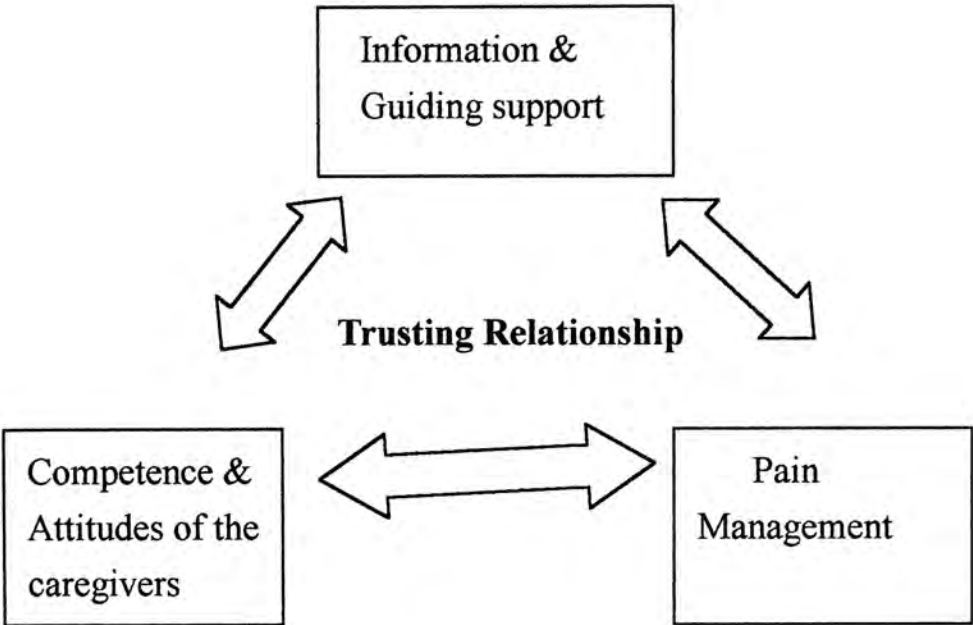 Information &
Guiding support
Trusting Relationship
Competence &
Attitudes of the
caregivers
Pain
Management